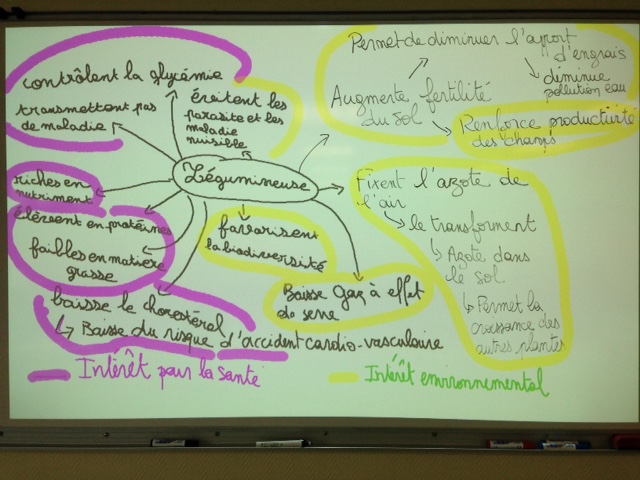 contrôlent la glycémie
transmettent pas
de maladie
évitent les
parasite et les
maladie
nuisible
Légumineuse
riches en
nutriment
élèvent en protéines
faibles en matière
grasse
baisse le chorotéral
↳ Baisse du risque d'accident cardio-vasculaire
favorisent
la biodiversité
Baisse Gaz à effet
de serre
Permet de diminuer l'apport
d'engrais
diminue
pollution eau
Augmente fertilité
du sol
Renforce productivité
des champs
Fixent l'azote de
l'air
↳ le transforment
↳ Azote dans
le sol
↳ Permet la
croissance des
autres plantes
Intérêt pour la santé
Intérêt environnemental